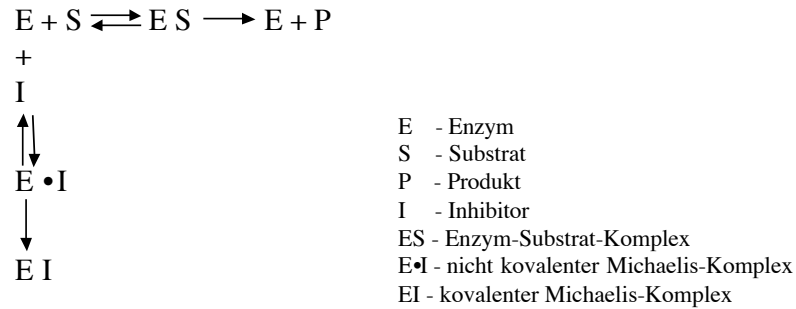 E + S ⇌ E S → E + P
+
I
E •I
E I
E - Enzym
S - Substrat
P - Produkt
I - Inhibitor
ES - Enzym-Substrat-Komplex
E•I - nicht kovalenter Michaelis-Komplex
EI - kovalenter Michaelis-Komplex